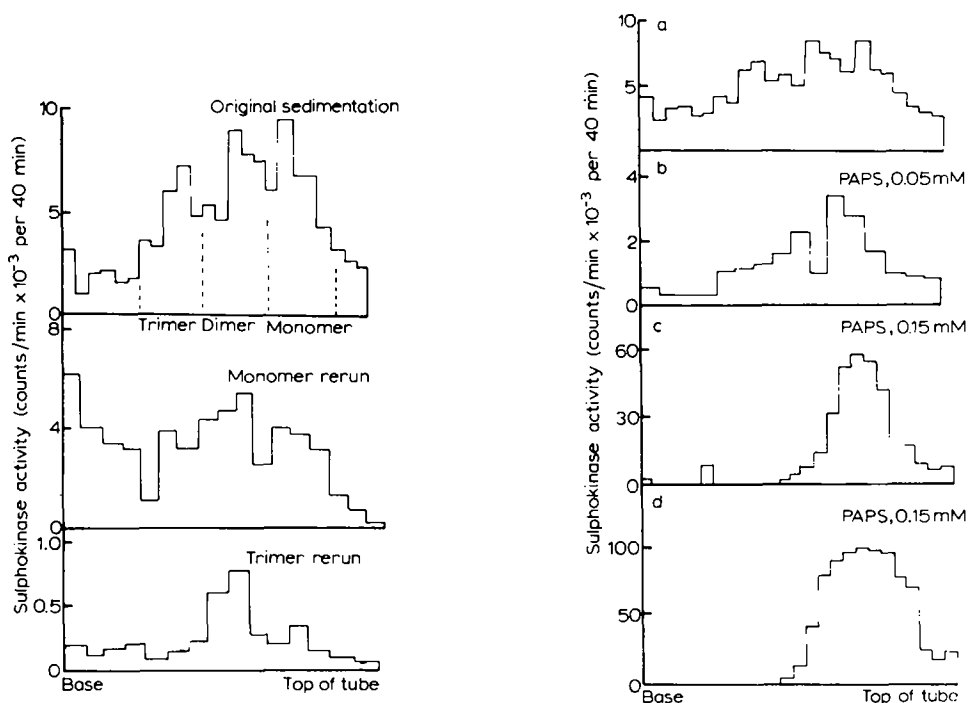 Sulphokinase activity (counts/min x 10⁻³ per 40 min)
10
5
0
Original sedimentation
Trimer Dimer Monomer
8
4
0
Monomer rerun
1.0
0.5
0
Trimer rerun
Base Top of tube
Sulphokinase activity (counts/min x 10⁻³ per 40 min)
a
10
5
0
b
PAPS, 0.05 mM
4
2
0
c
PAPS, 0.15 mM
60
30
0
d
PAPS, 0.15 mM
100
50
0
Base Top of tube